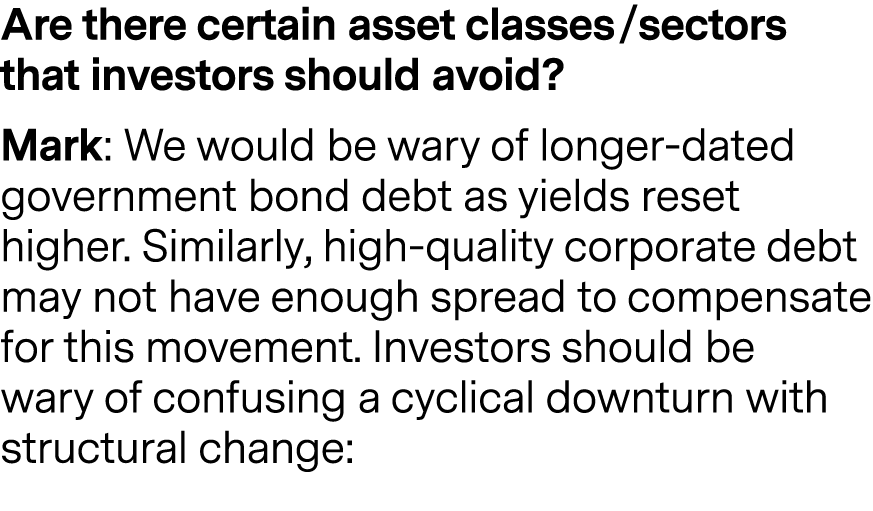 Are there certain asset classes/sectors
that investors should avoid?
Mark: We would be wary of longer-dated
government bond debt as yields reset
higher. Similarly, high-quality corporate debt
may not have enough spread to compensate
for this movement. Investors should be
wary of confusing a cyclical downturn with
structural change: